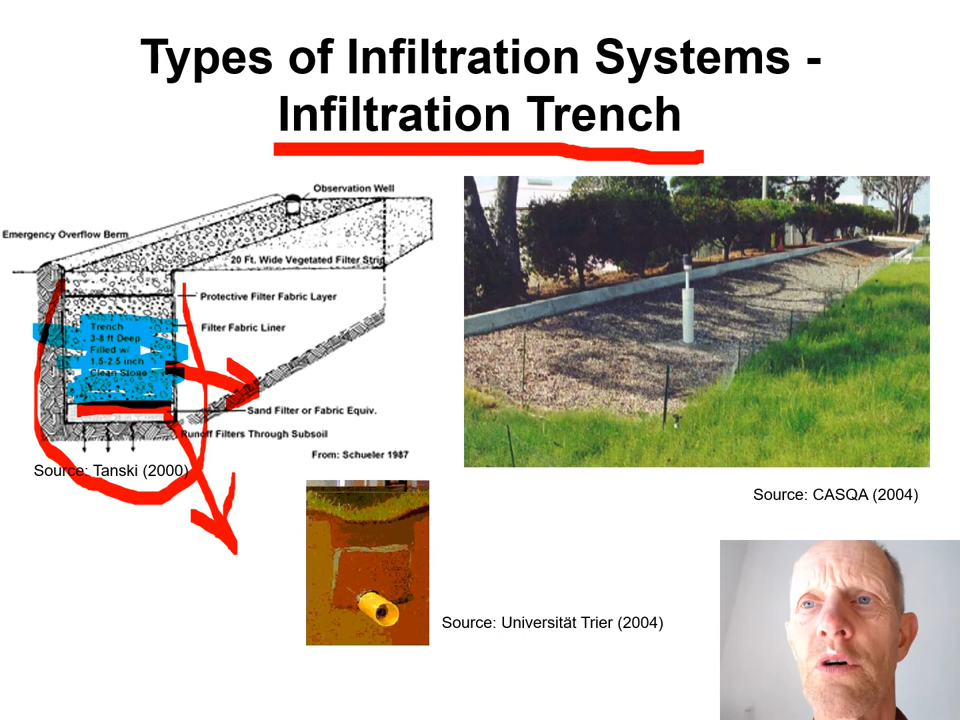 Types of Infiltration Systems -
Infiltration Trench
Observation Well
Emergency Overflow Berm
20 Ft. Wide Vegetated Filter Strip
Protective Filter Fabric Layer
Filter Fabric Liner
Trench
3-8 ft Deep
Filled w/
1.5-2.5 inch
Clean Stone
Sand Filter or Fabric Equiv.
Runoff Filters Through Subsoil
From: Schueler 1987
Source: Tanski (2000)
Source: CASQA (2004)
Source: Universität Trier (2004)